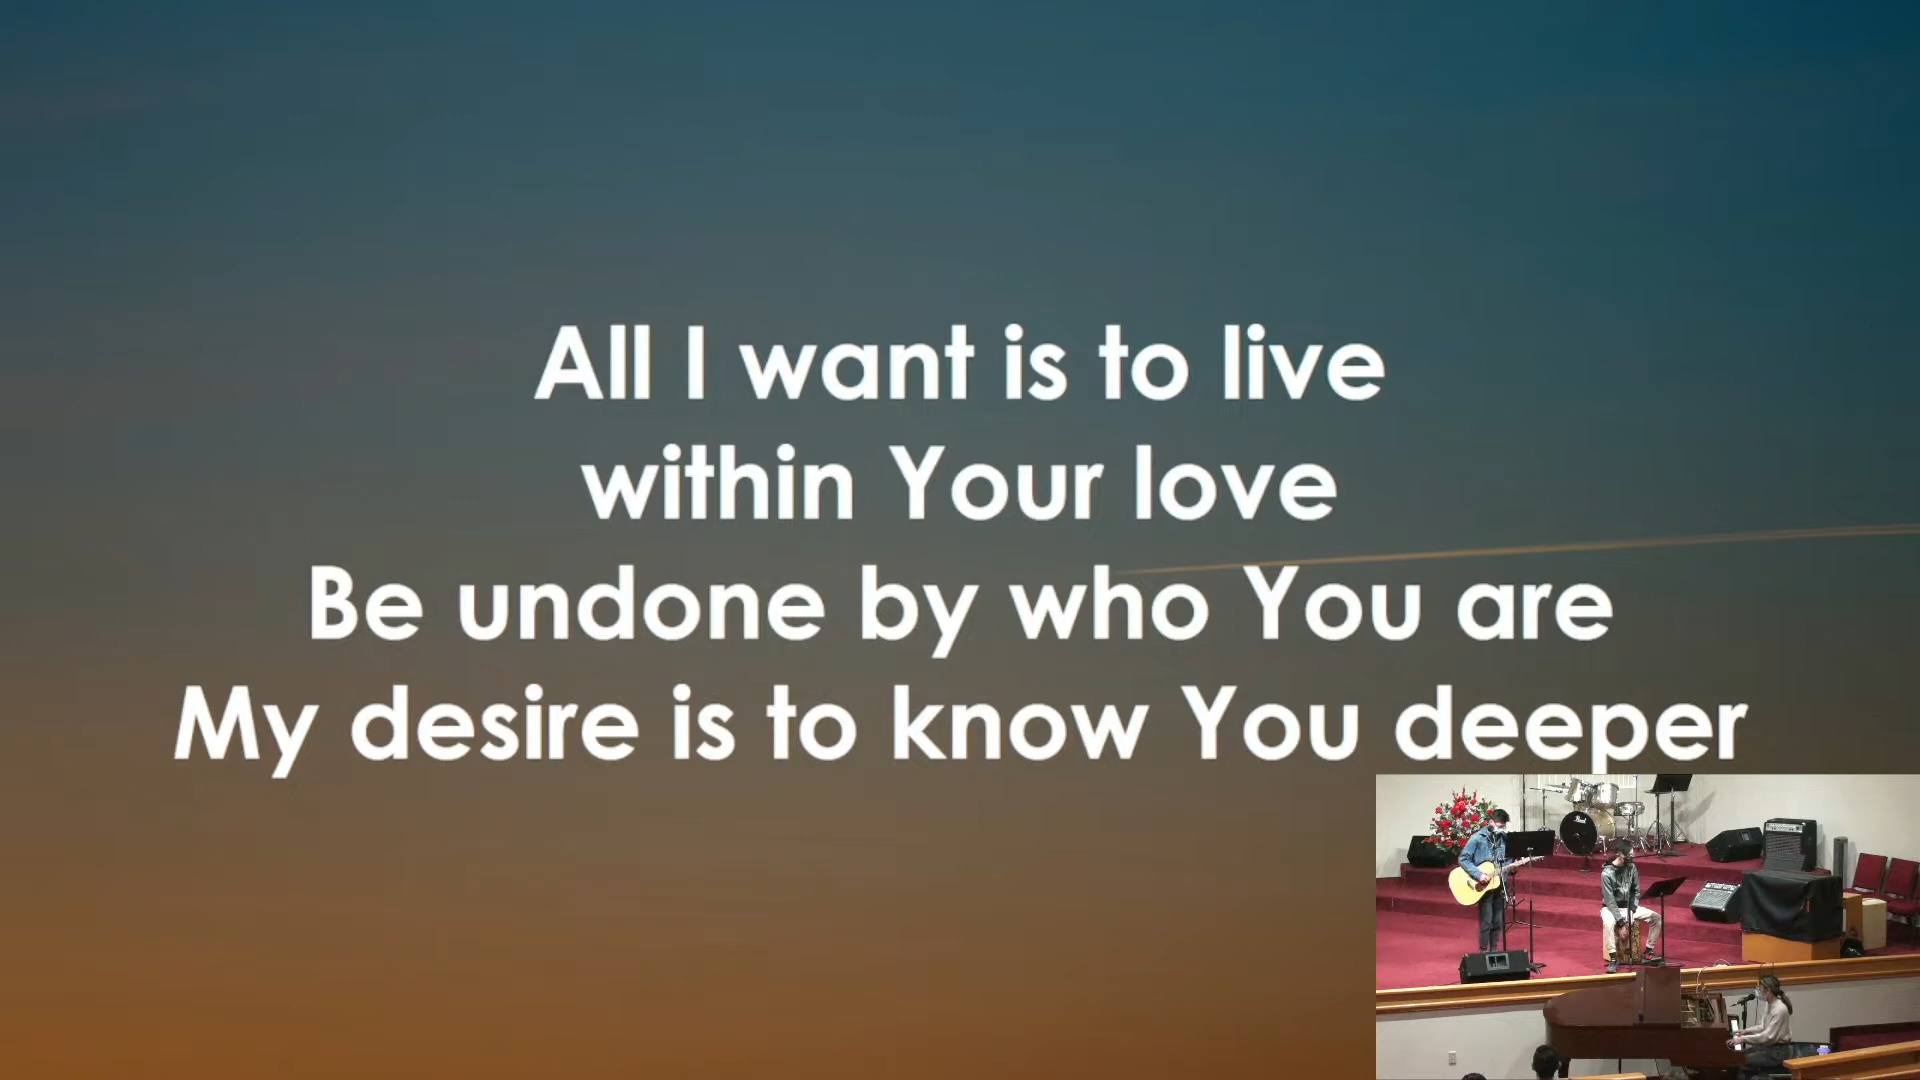 All I want is to live
within Your love
Be undone by who You are
My desire is to know You deeper